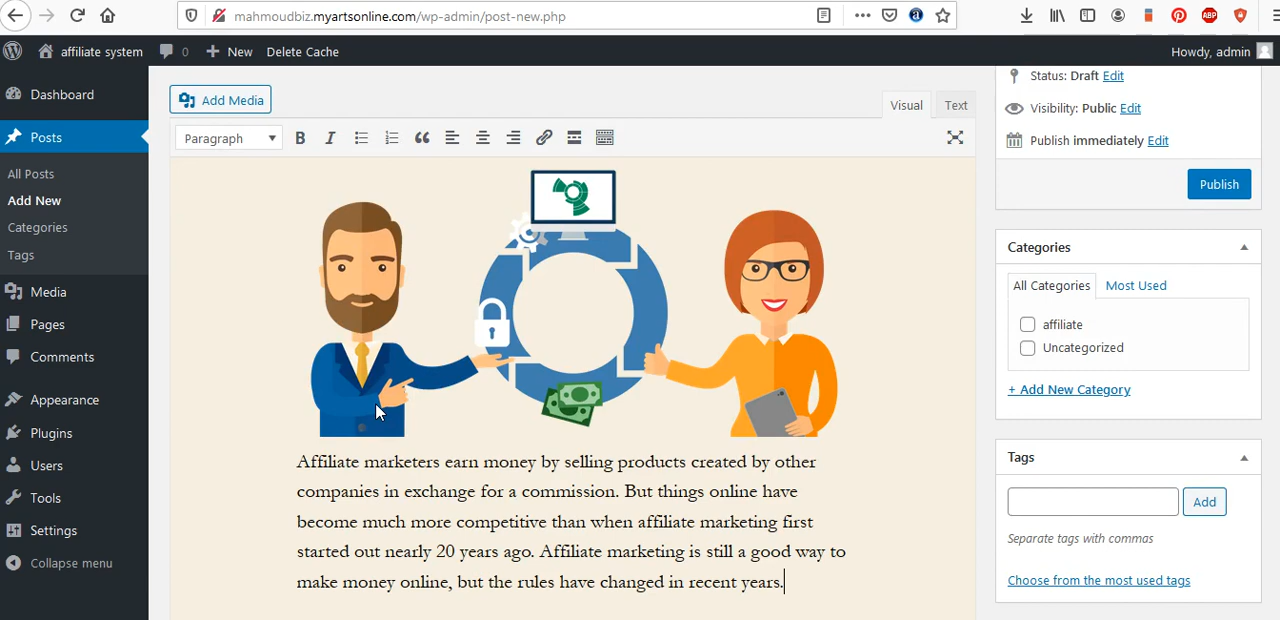 mahmoudbiz.myartsonline.com/wp-admin/post-new.php
ABP
affiliate system
0
New
Delete Cache
Howdy, admin
Dashboard
Posts
All Posts
Add New
Categories
Tags
Media
Pages
Comments
Appearance
Plugins
Users
Tools
Settings
Collapse menu
Add Media
Visual
Text
Paragraph
Affiliate marketers earn money by selling products created by other
companies in exchange for a commission. But things online have
become much more competitive than when affiliate marketing first
started out nearly 20 years ago. Affiliate marketing is still a good way to
make money online, but the rules have changed in recent years.
Status: Draft Edit
Visibility: Public Edit
Publish immediately Edit
Publish
Categories
All Categories
Most Used
affiliate
Uncategorized
+ Add New Category
Tags
Add
Separate tags with commas
Choose from the most used tags